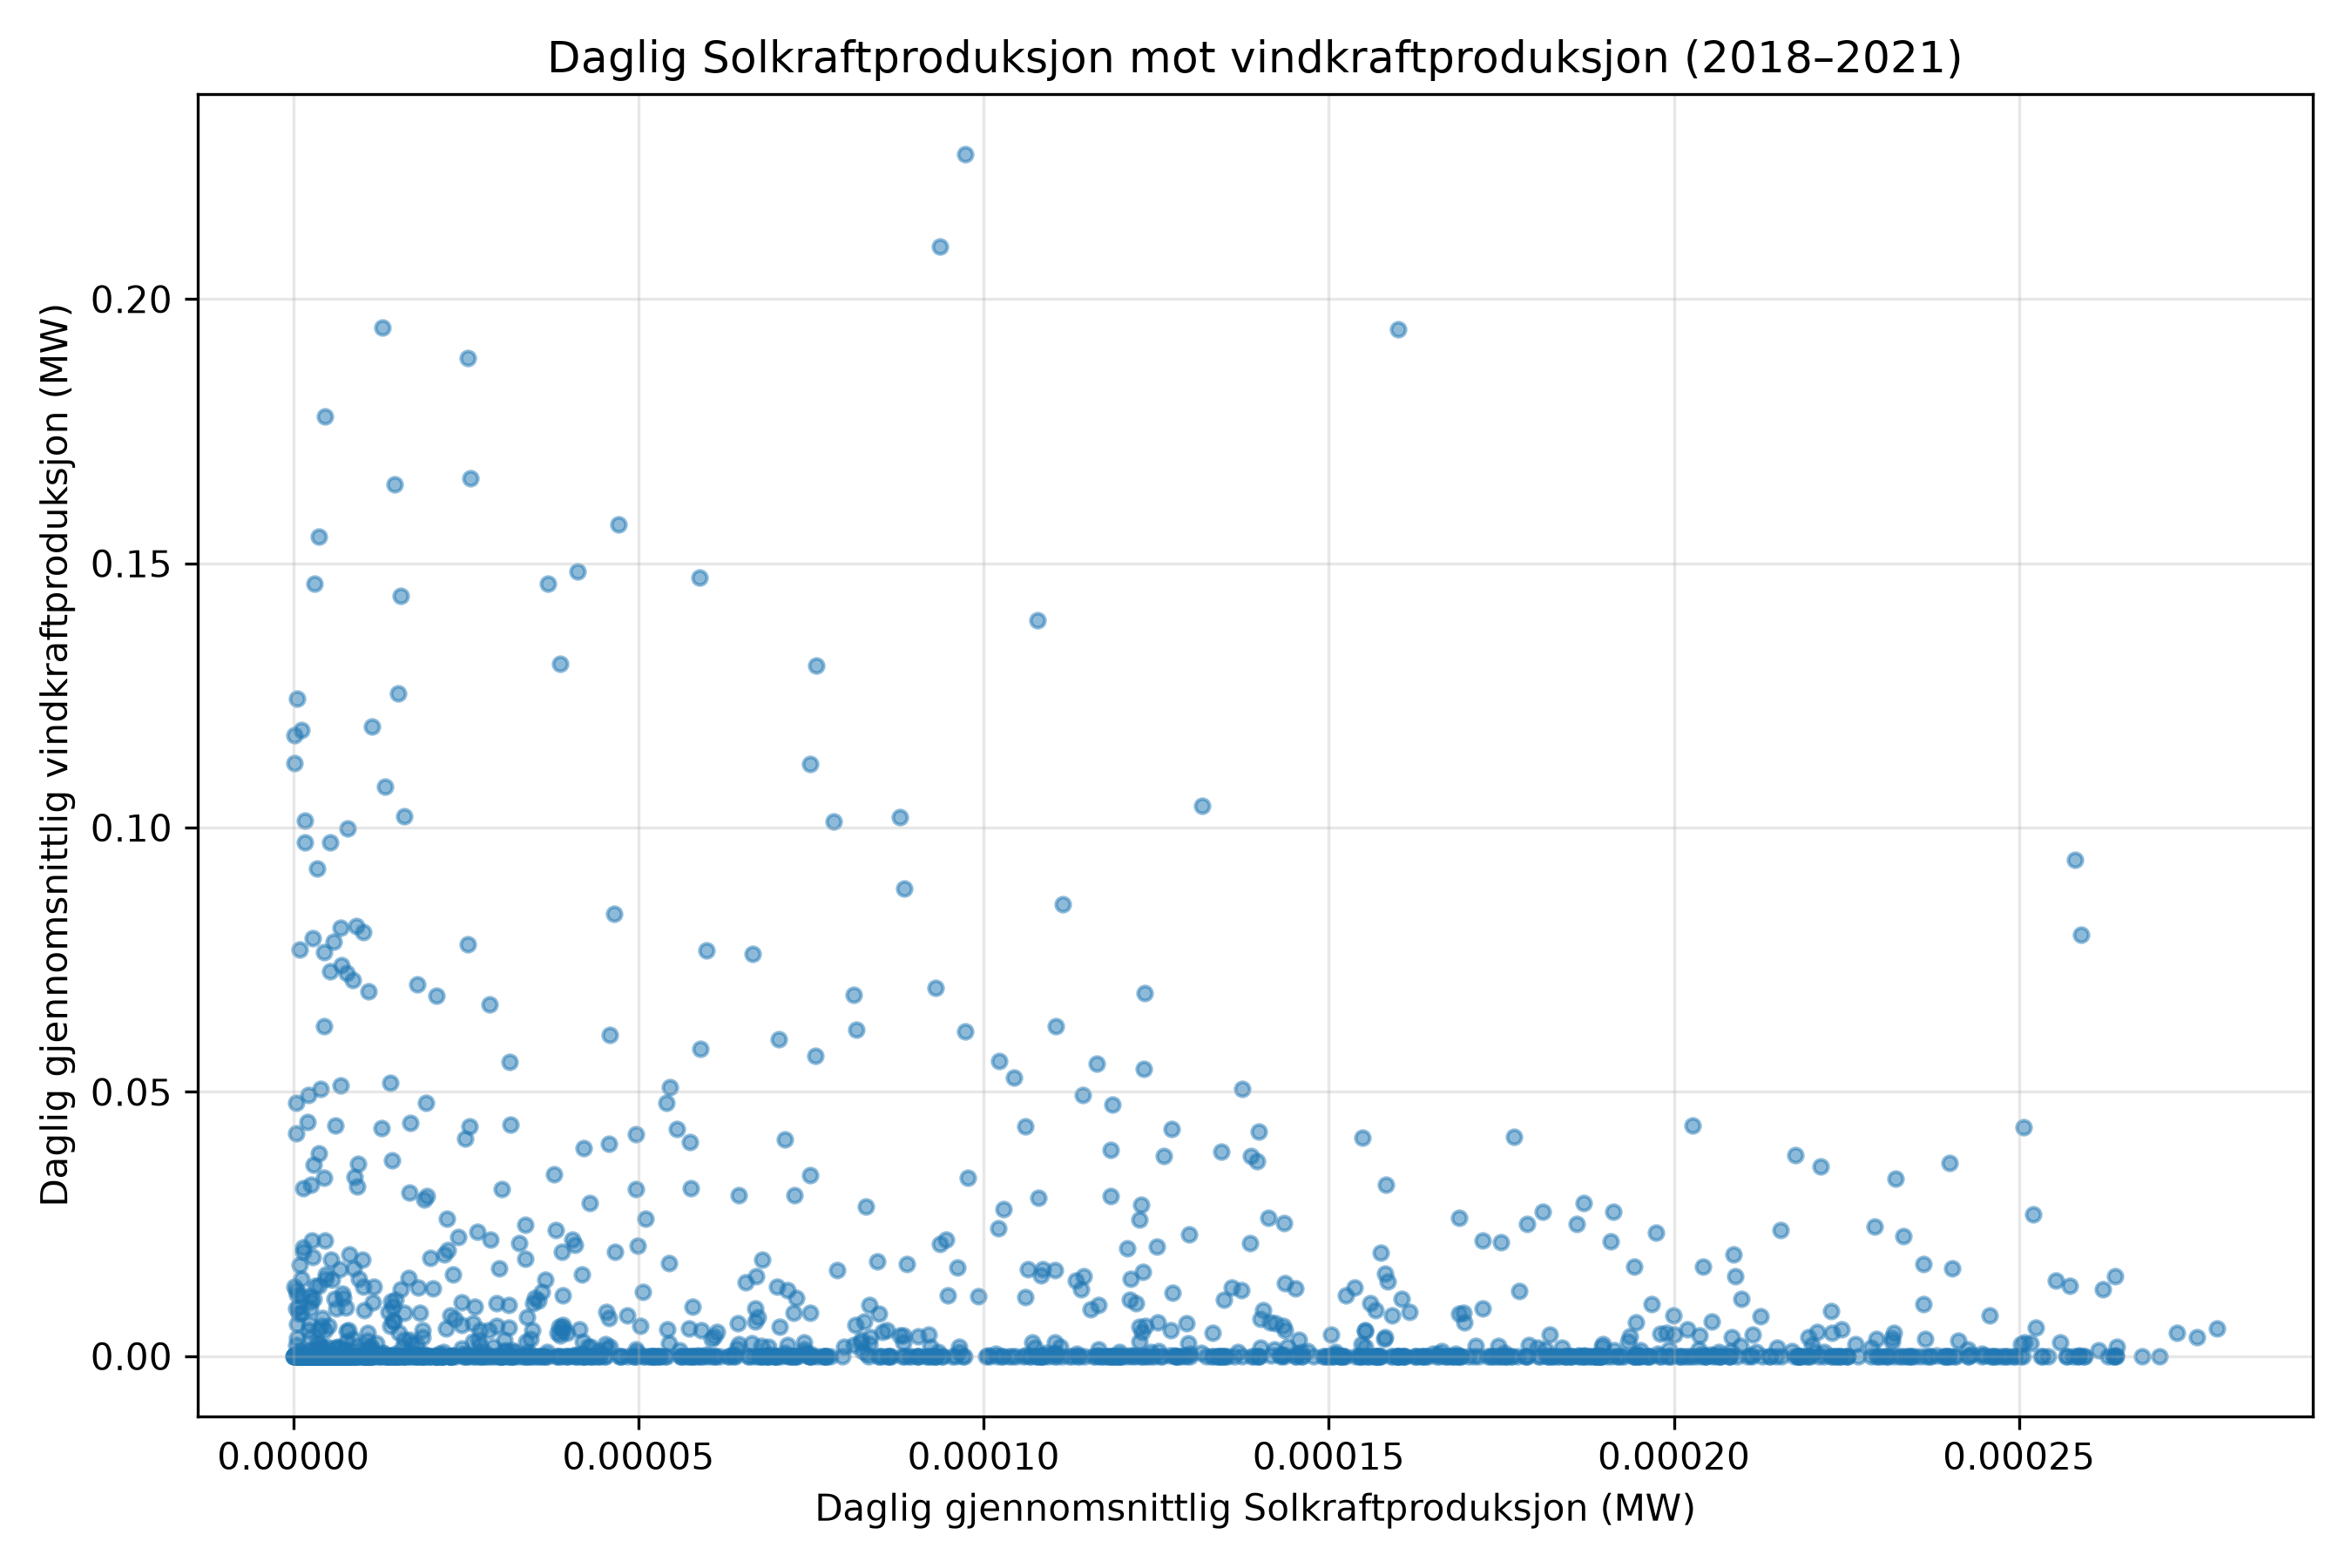 Daglig Solkraftproduksjon mot vindkraftproduksjon (2018–2021)
Daglig gjennomsnittlig vindkraftproduksjon (MW)
0.20
0.15
0.10
0.05
0.00
0.00000 0.00005 0.00010 0.00015 0.00020 0.00025
Daglig gjennomsnittlig Solkraftproduksjon (MW)